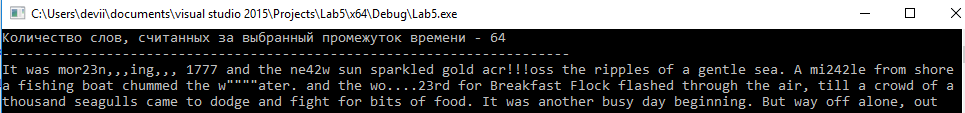 C:\Users\devii\documents\visual studio 2015\Projects\Lab5\x64\Debug\Lab5.exe
Количество слов, считанных за выбранный промежуток времени - 64
-----------------------------------------------------------------------
It was mor23n,,,ing,,, 1777 and the ne42w sun sparkled gold acr!!!oss the ripples of a gentle sea. A mi242le from shore
a fishing boat chummed the w""""ater. and the wo....23rd for Breakfast Flock flashed through the air, till a crowd of a
thousand seagulls came to dodge and fight for bits of food. It was another busy day beginning. But way off alone, out